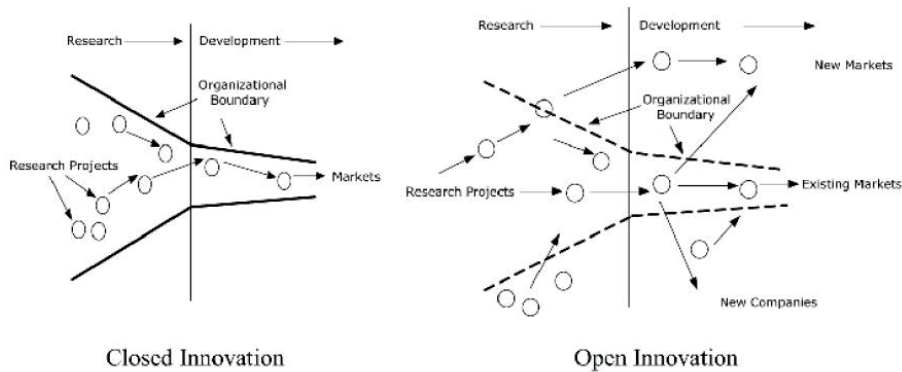 Research
Development
Organizational
Boundary
Research Projects
Markets
Closed Innovation
Research
Development
New Markets
Organizational
Boundary
Research Projects
Existing Markets
New Companies
Open Innovation